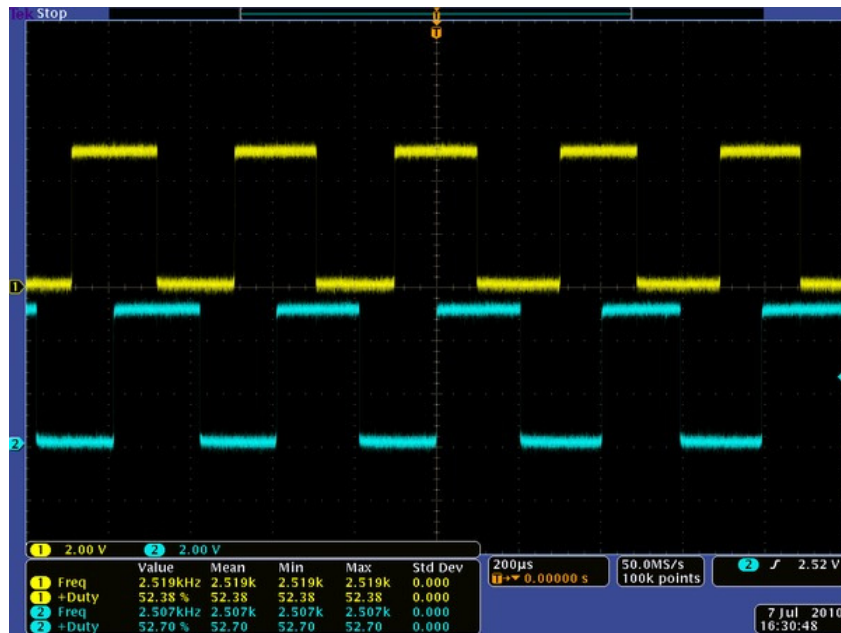 Tek Stop
T
T
1
2
1 2.00 V 2 2.00 V
Value Mean Min Max Std Dev
1 Freq 2.519kHz 2.519k 2.519k 2.519k 0.000
1 +Duty 52.38 % 52.38 52.38 52.38 0.000
2 Freq 2.507kHz 2.507k 2.507k 2.507k 0.000
2 +Duty 52.70 % 52.70 52.70 52.70 0.000
200µs
T→▼ 0.00000 s
50.0MS/s
100k points
2 ƒ 2.52 V
7 Jul 2010
16:30:48